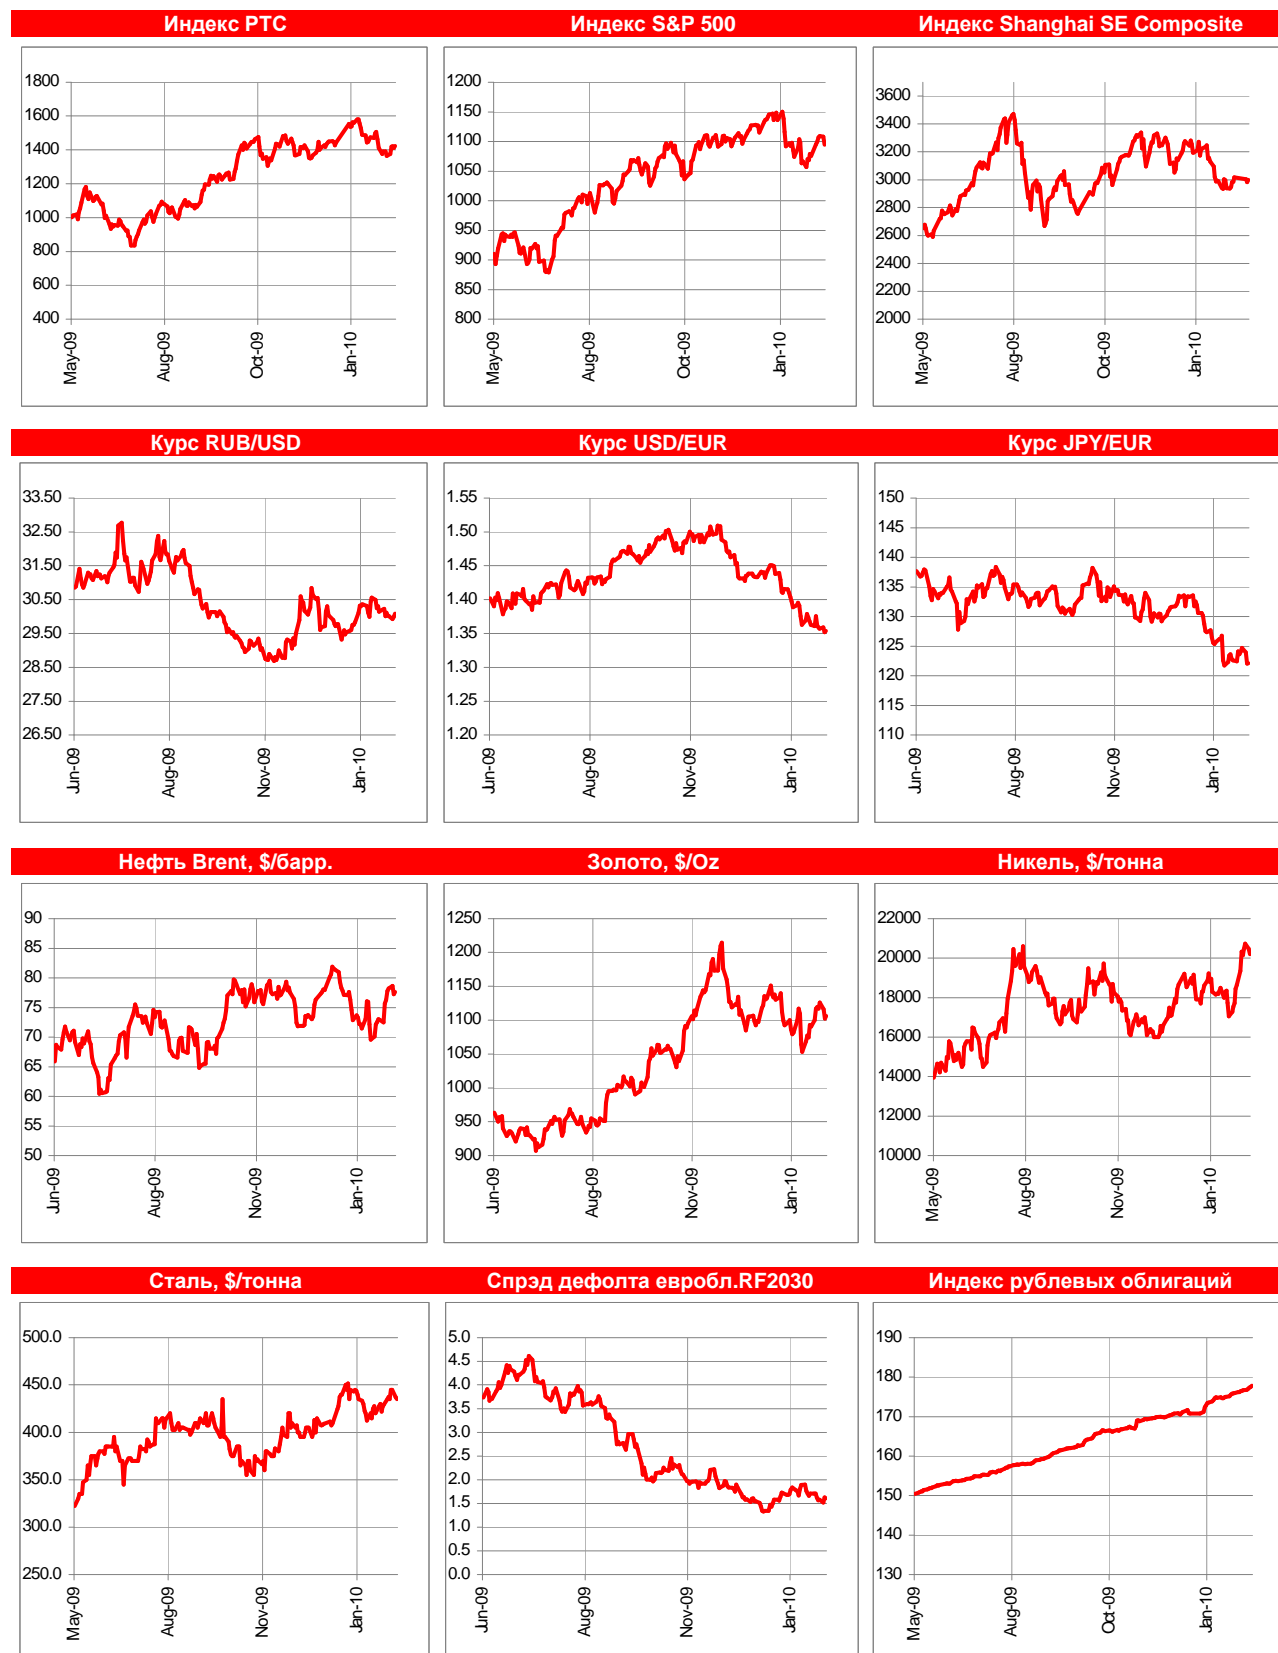 Индекс РТС
Индекс S&P 500
Индекс Shanghai SE Composite
1800
1600
1400
1200
1000
800
600
400
May-09
Aug-09
Oct-09
Jan-10
1200
1150
1100
1050
1000
950
900
850
800
May-09
Aug-09
Oct-09
Jan-10
3600
3400
3200
3000
2800
2600
2400
2200
2000
May-09
Aug-09
Oct-09
Jan-10
Курс RUB/USD
Курс USD/EUR
Курс JPY/EUR
33.50
32.50
31.50
30.50
29.50
28.50
27.50
26.50
Jun-09
Aug-09
Nov-09
Jan-10
1.55
1.50
1.45
1.40
1.35
1.30
1.25
1.20
Jun-09
Aug-09
Nov-09
Jan-10
150
145
140
135
130
125
120
115
110
Jun-09
Aug-09
Nov-09
Jan-10
Нефть Brent, $/барр.
Золото, $/Oz
Никель, $/тонна
90
85
80
75
70
65
60
55
50
Jun-09
Aug-09
Nov-09
Jan-10
1250
1200
1150
1100
1050
1000
950
900
Jun-09
Aug-09
Nov-09
Jan-10
22000
20000
18000
16000
14000
12000
10000
May-09
Aug-09
Nov-09
Jan-10
Сталь, $/тонна
Спрэд дефолта евробл.RF2030
Индекс рублевых облигаций
500.0
450.0
400.0
350.0
300.0
250.0
May-09
Aug-09
Nov-09
Jan-10
5.0
4.5
4.0
3.5
3.0
2.5
2.0
1.5
1.0
0.5
0.0
Jun-09
Aug-09
Nov-09
Jan-10
190
180
170
160
150
140
130
May-09
Aug-09
Oct-09
Jan-10